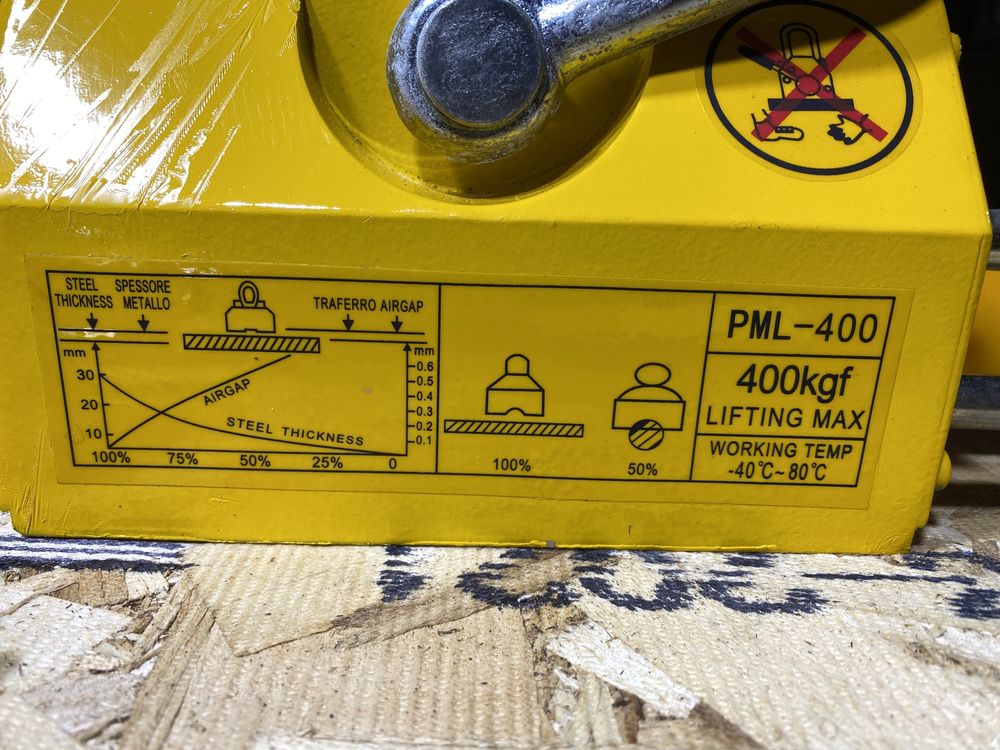 STEEL THICKNESS
SPESSORE METALLO
TRAFERRO AIRGAP
mm
30
20
10
AIRGAP
STEEL THICKNESS
mm
0.6
0.5
0.4
0.3
0.2
0.1
100% 75% 50% 25% 0
100%
50%
PML-400
400kgf
LIFTING MAX
WORKING TEMP
-40℃~80℃